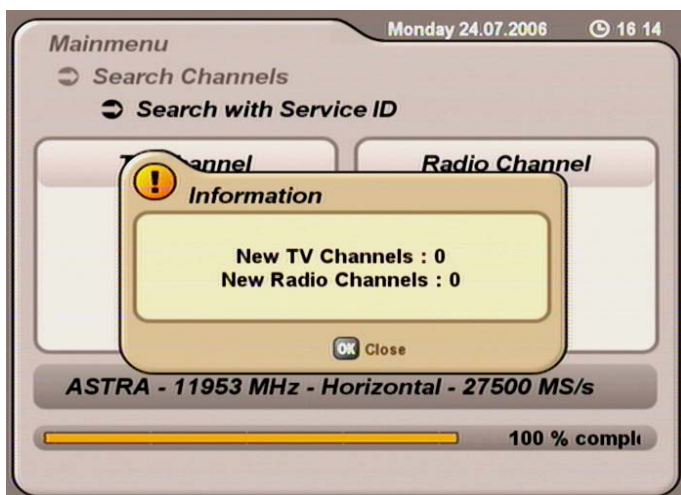 Monday 24.07.2006 16 14
Mainmenu
Search Channels
Search with Service ID
Radio Channel
Information
New TV Channels : 0
New Radio Channels : 0
OK Close
ASTRA - 11953 MHz - Horizontal - 27500 MS/s
100 %